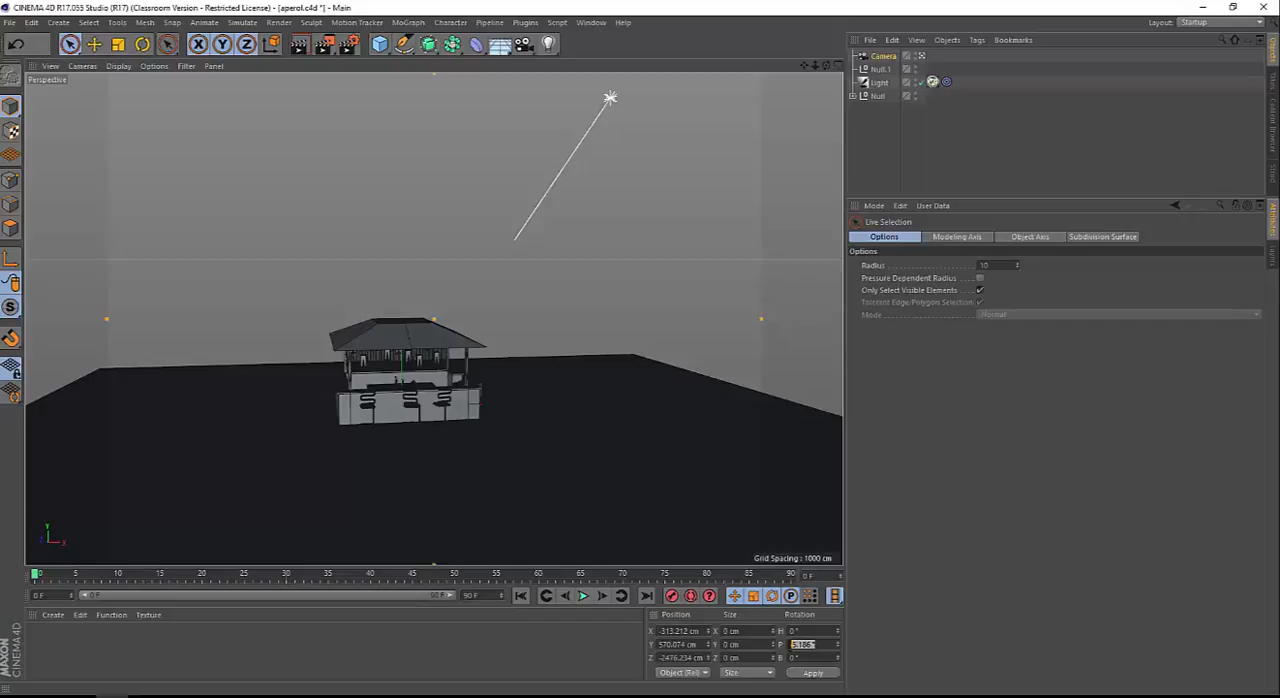 CINEMA 4D R17.055 Studio (R17) (Classroom Version - Restricted License) - [aperol.c4d *] - Main
File Edit Create Select Tools Mesh Snap Animate Simulate Render Sculpt Motion Tracker MoGraph Character Pipeline Plugins Script Window Help Layout: Startup
X Y Z
File Edit View Objects Tags Bookmarks
View Cameras Display Options Filter Panel
Perspective
Camera
Null.1
Light
Null
Objects
Content Browser
Mode Edit User Data
Live Selection
Options Modeling Axis Object Axis Subdivision Surface
Options
Radius 10
Pressure Dependent Radius
Only Select Visible Elements
Tolerant Edge/Polygon Selection
Mode Normal
Attributes
Layers
S
Y
Z X
Grid Spacing : 1000 cm
0 5 10 15 20 25 30 35 40 45 50 55 60 65 70 75 80 85 90 0 F
0 F 0 F 90 F 90 F
Create Edit Function Texture
Position Size Rotation
X -313.212 cm X 0 cm H 0 °
Y 570.074 cm Y 0 cm P
Z -2476.234 cm Z 0 cm B 0 °
Object (Rel) Size Apply
MAXON
CINEMA 4D